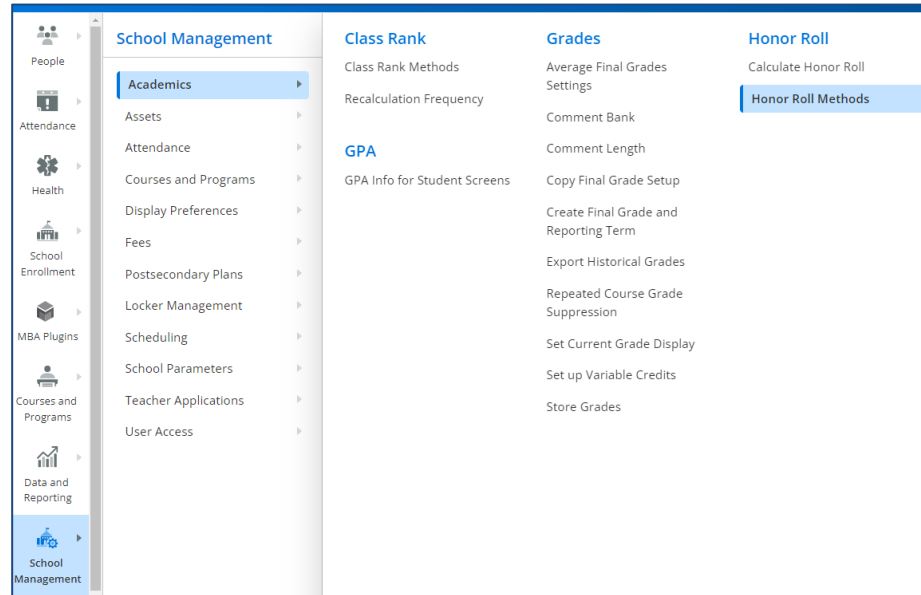 People
Attendance
Health
School
Enrollment
MBA Plugins
Courses and
Programs
Data and
Reporting
School
Management
School Management
Academics
Assets
Attendance
Courses and Programs
Display Preferences
Fees
Postsecondary Plans
Locker Management
Scheduling
School Parameters
Teacher Applications
User Access
Class Rank
Class Rank Methods
Recalculation Frequency
GPA
GPA Info for Student Screens
Grades
Average Final Grades
Settings
Comment Bank
Comment Length
Copy Final Grade Setup
Create Final Grade and
Reporting Term
Export Historical Grades
Repeated Course Grade
Suppression
Set Current Grade Display
Set up Variable Credits
Store Grades
Honor Roll
Calculate Honor Roll
Honor Roll Methods